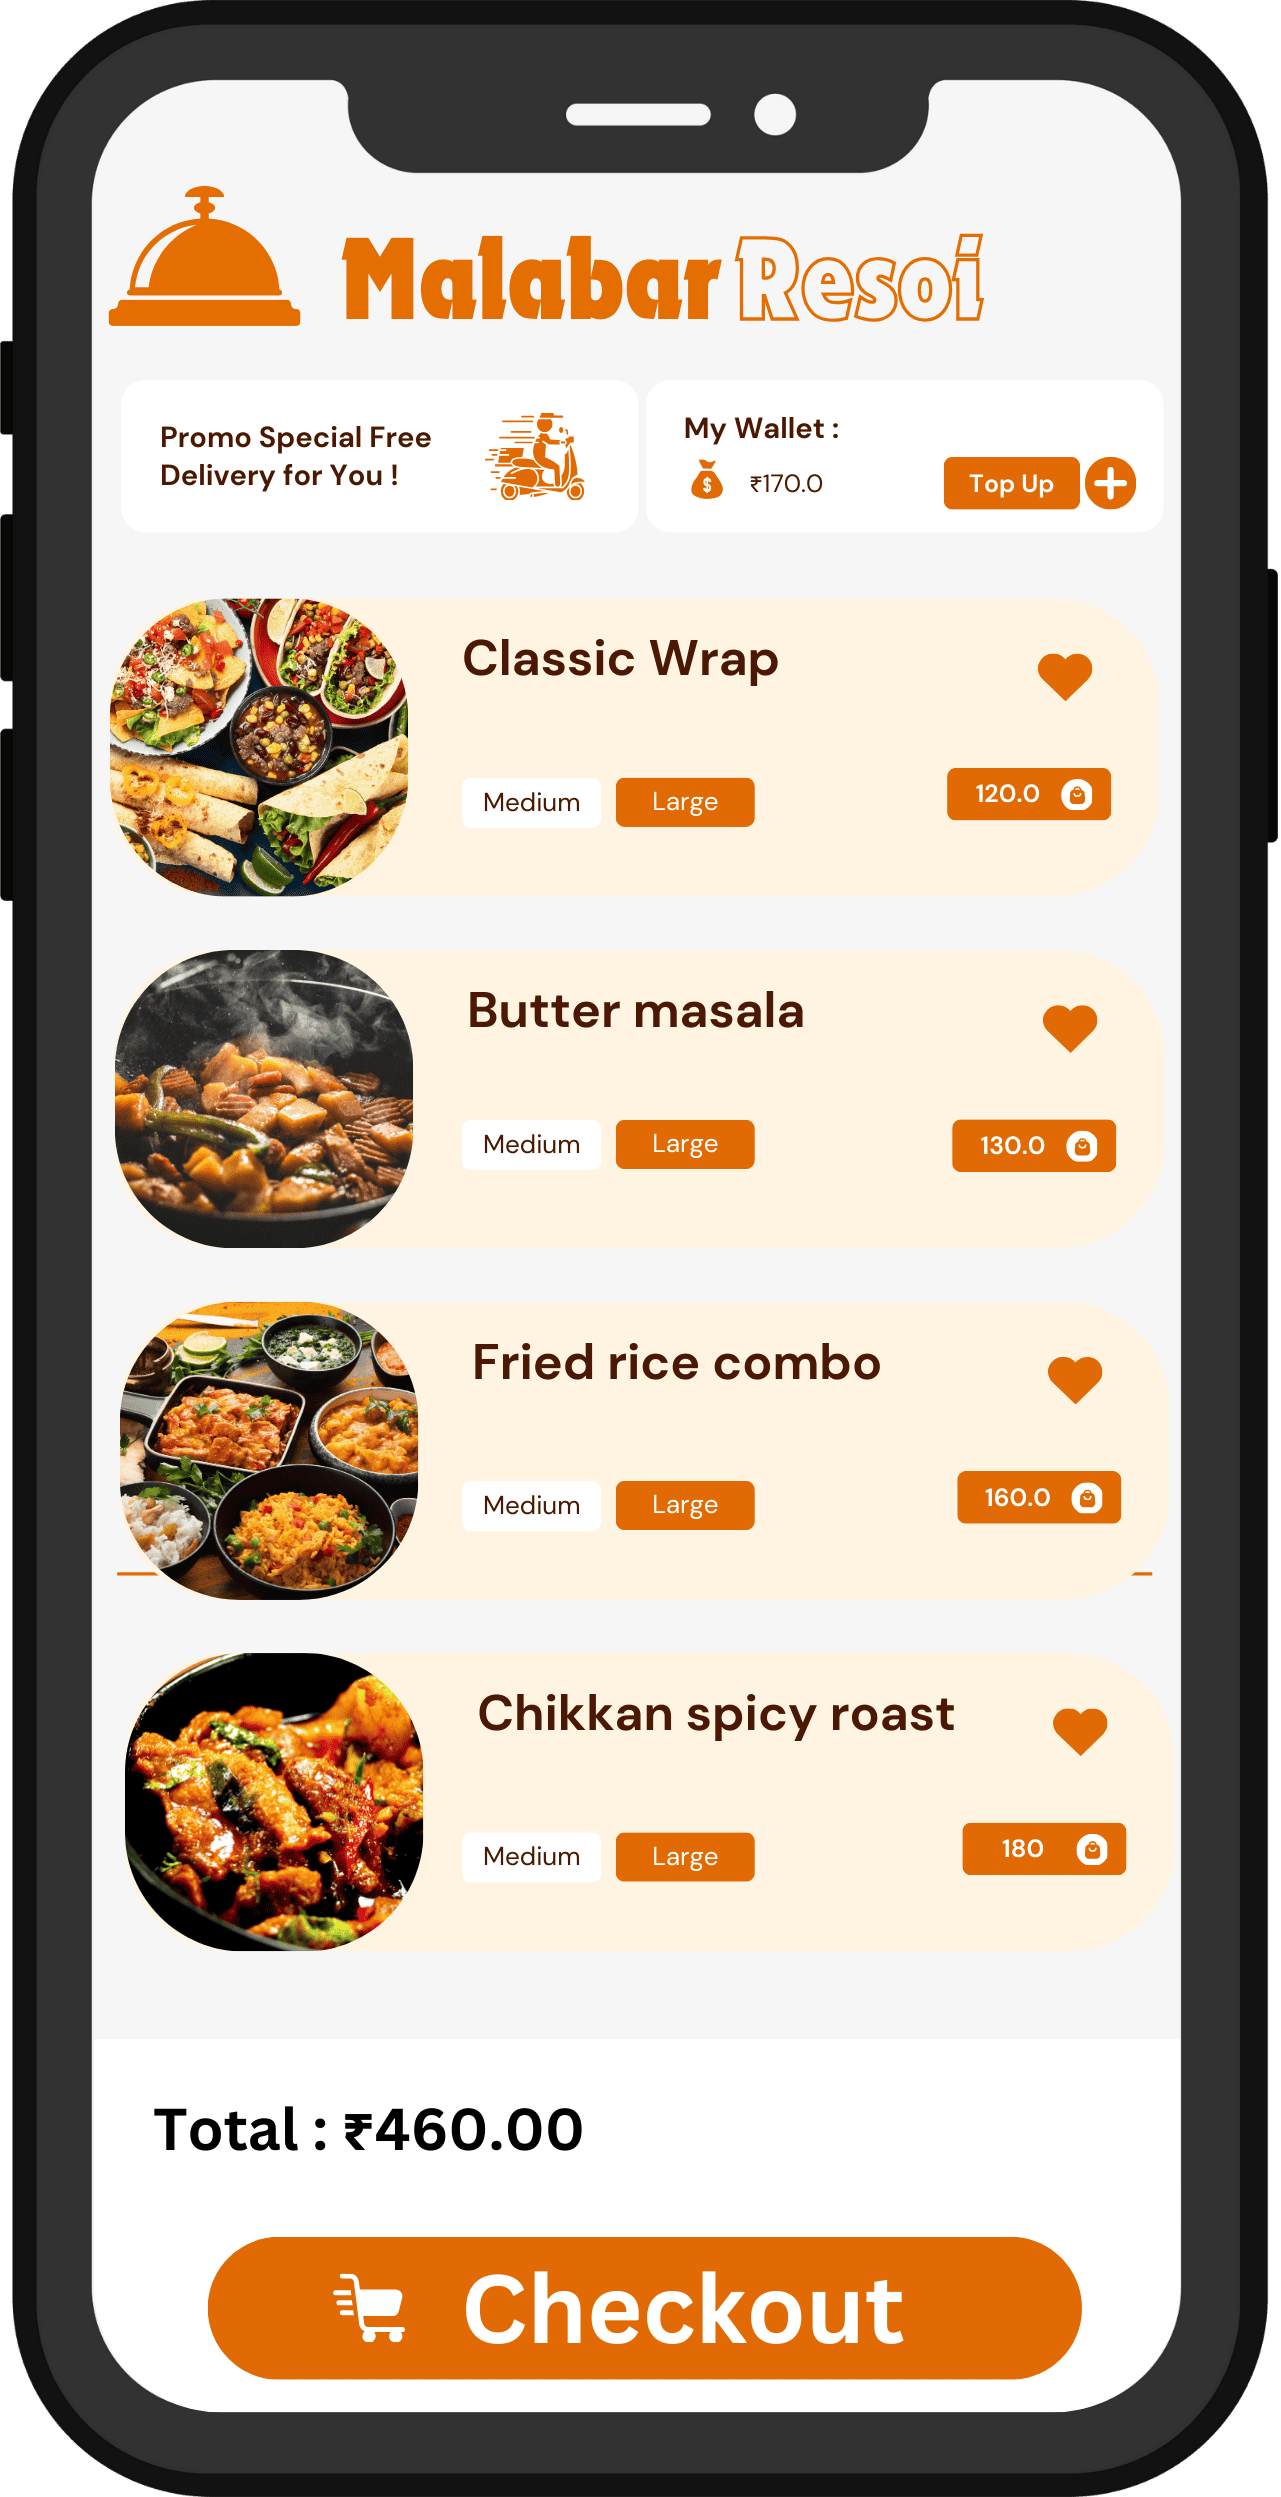 Malabar Resoi
Promo Special Free
Delivery for You !
My Wallet :
$
₹170.0
Top Up
Classic Wrap
Medium
Large
120.0
Butter masala
Medium
Large
130.0
Fried rice combo
Medium
Large
160.0
Chikkan spicy roast
Medium
Large
180
Total : ₹460.00
Checkout